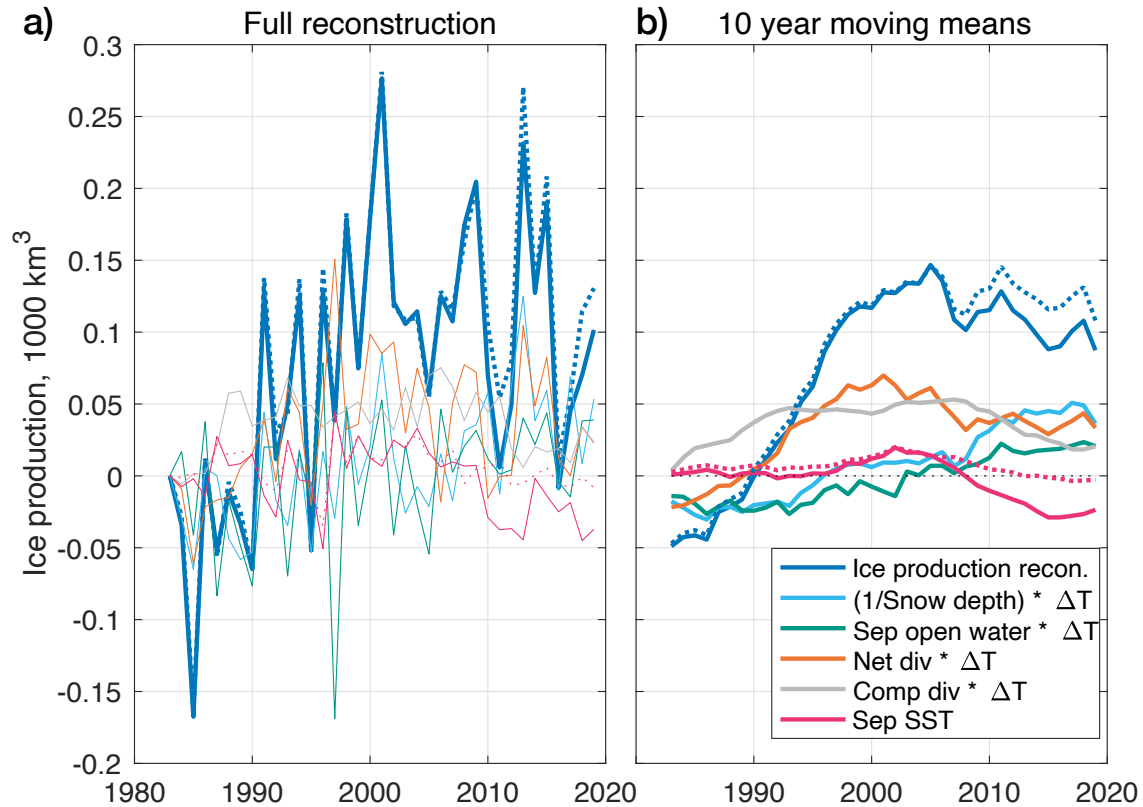 a)
Full reconstruction
Ice production, 1000 km³
0.3
0.25
0.2
0.15
0.1
0.05
0
-0.05
-0.1
-0.15
-0.2
1980
1990
2000
2010
2020
b)
10 year moving means
1990
2000
2010
2020
Ice production recon.
(1/Snow depth) * ΔT
Sep open water * ΔT
Net div * ΔT
Comp div * ΔT
Sep SST